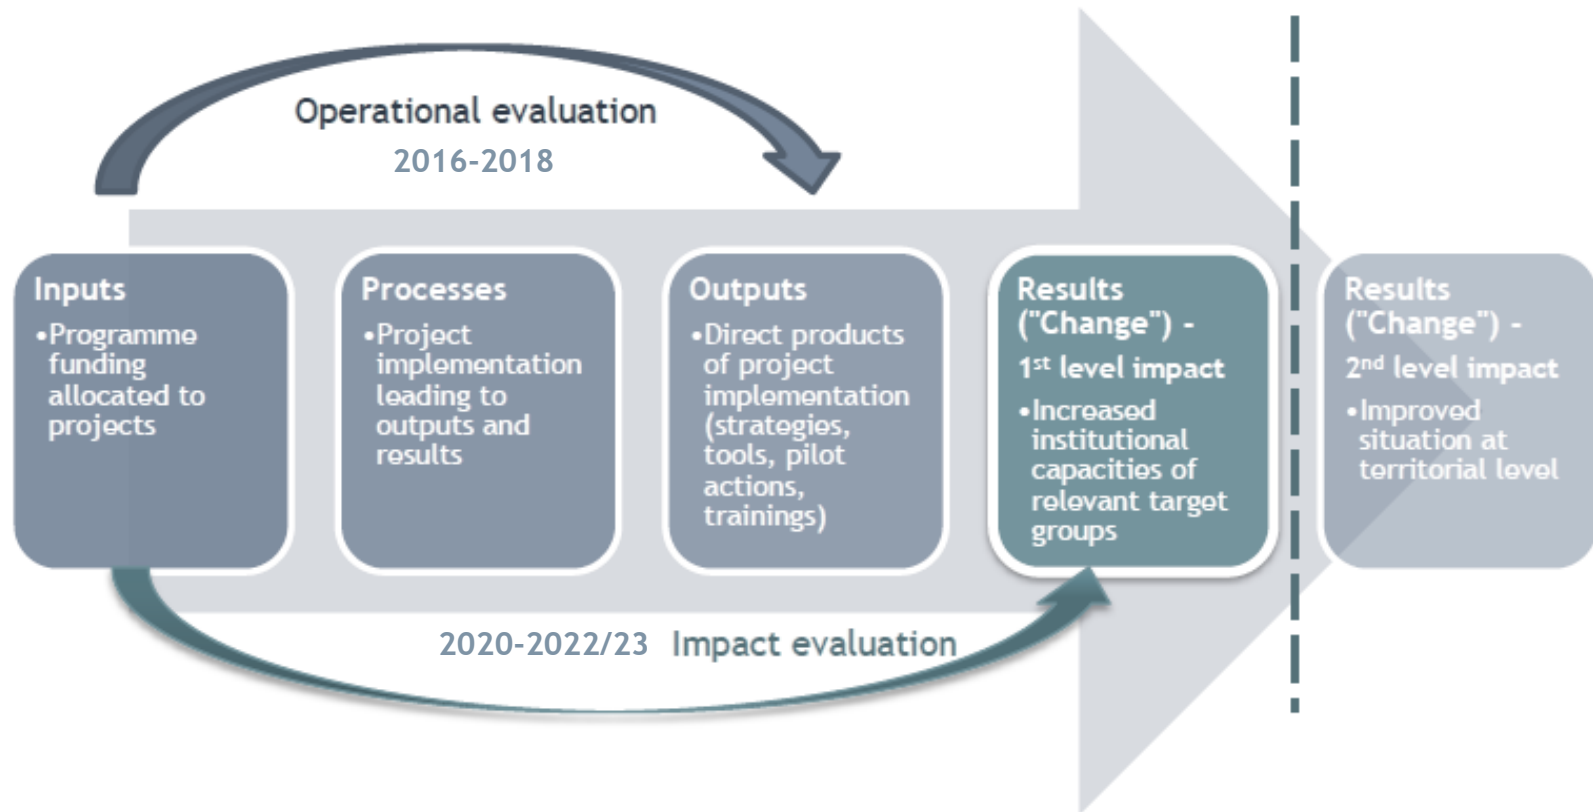 Operational evaluation
2016-2018
Inputs
•Programme
funding
allocated to
projects
Processes
•Project
implementation
leading to
outputs and
results
Outputs
•Direct products
of project
implementation
(strategies,
tools, pilot
actions,
trainings)
Results
("Change") -
1st level impact
•Increased
institutional
capacities of
relevant target
groups
Results
("Change") -
2nd level impact
•Improved
situation at
territorial level
2020-2022/23 Impact evaluation